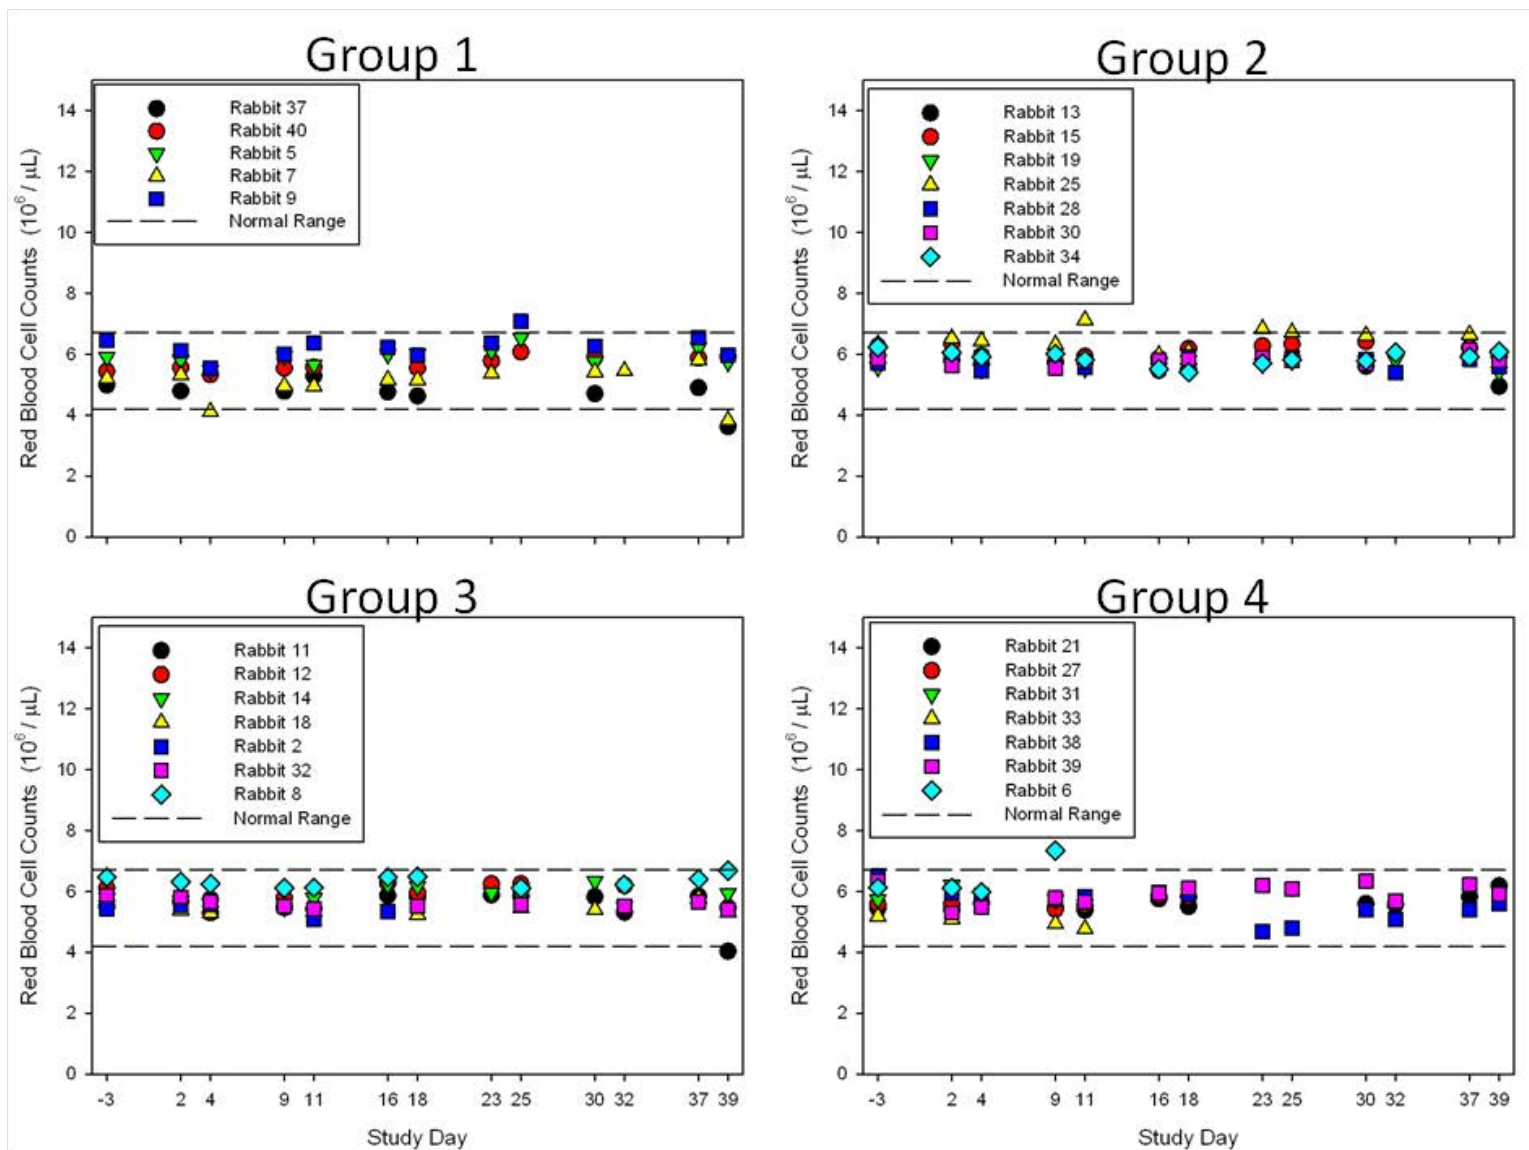 Group 1
Red Blood Cell Counts (10⁶ / µL)
14
12
10
8
6
4
2
0
Rabbit 37
Rabbit 40
Rabbit 5
Rabbit 7
Rabbit 9
Normal Range
Group 2
Red Blood Cell Counts (10⁶ / µL)
14
12
10
8
6
4
2
0
Rabbit 13
Rabbit 15
Rabbit 19
Rabbit 25
Rabbit 28
Rabbit 30
Rabbit 34
Normal Range
Group 3
Red Blood Cell Counts (10⁶ / µL)
14
12
10
8
6
4
2
0
Rabbit 11
Rabbit 12
Rabbit 14
Rabbit 18
Rabbit 2
Rabbit 32
Rabbit 8
Normal Range
-3 2 4 9 11 16 18 23 25 30 32 37 39
Study Day
Group 4
Red Blood Cell Counts (10⁶ / µL)
14
12
10
8
6
4
2
0
Rabbit 21
Rabbit 27
Rabbit 31
Rabbit 33
Rabbit 38
Rabbit 39
Rabbit 6
Normal Range
-3 2 4 9 11 16 18 23 25 30 32 37 39
Study Day